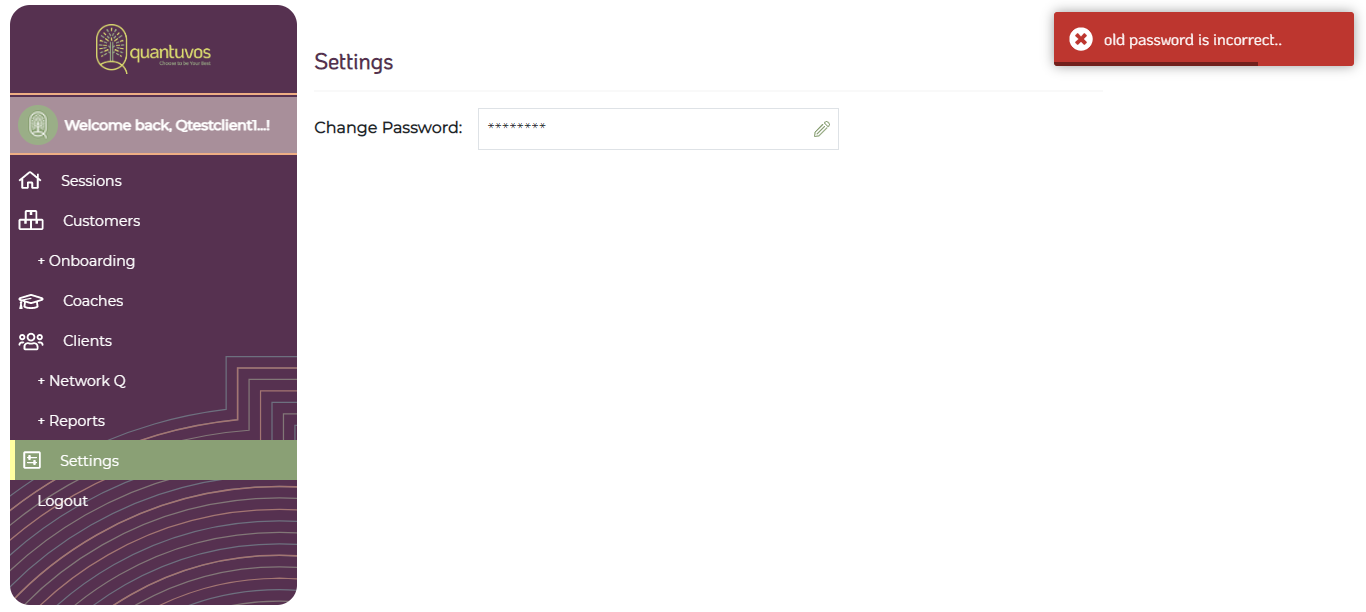 quantuvos
Choose to be Your Best
Welcome back, Qtestclient1...!
Sessions
Customers
+ Onboarding
Coaches
Clients
+ Network Q
+ Reports
Settings
Logout
Settings
Change Password: ********
old password is incorrect..